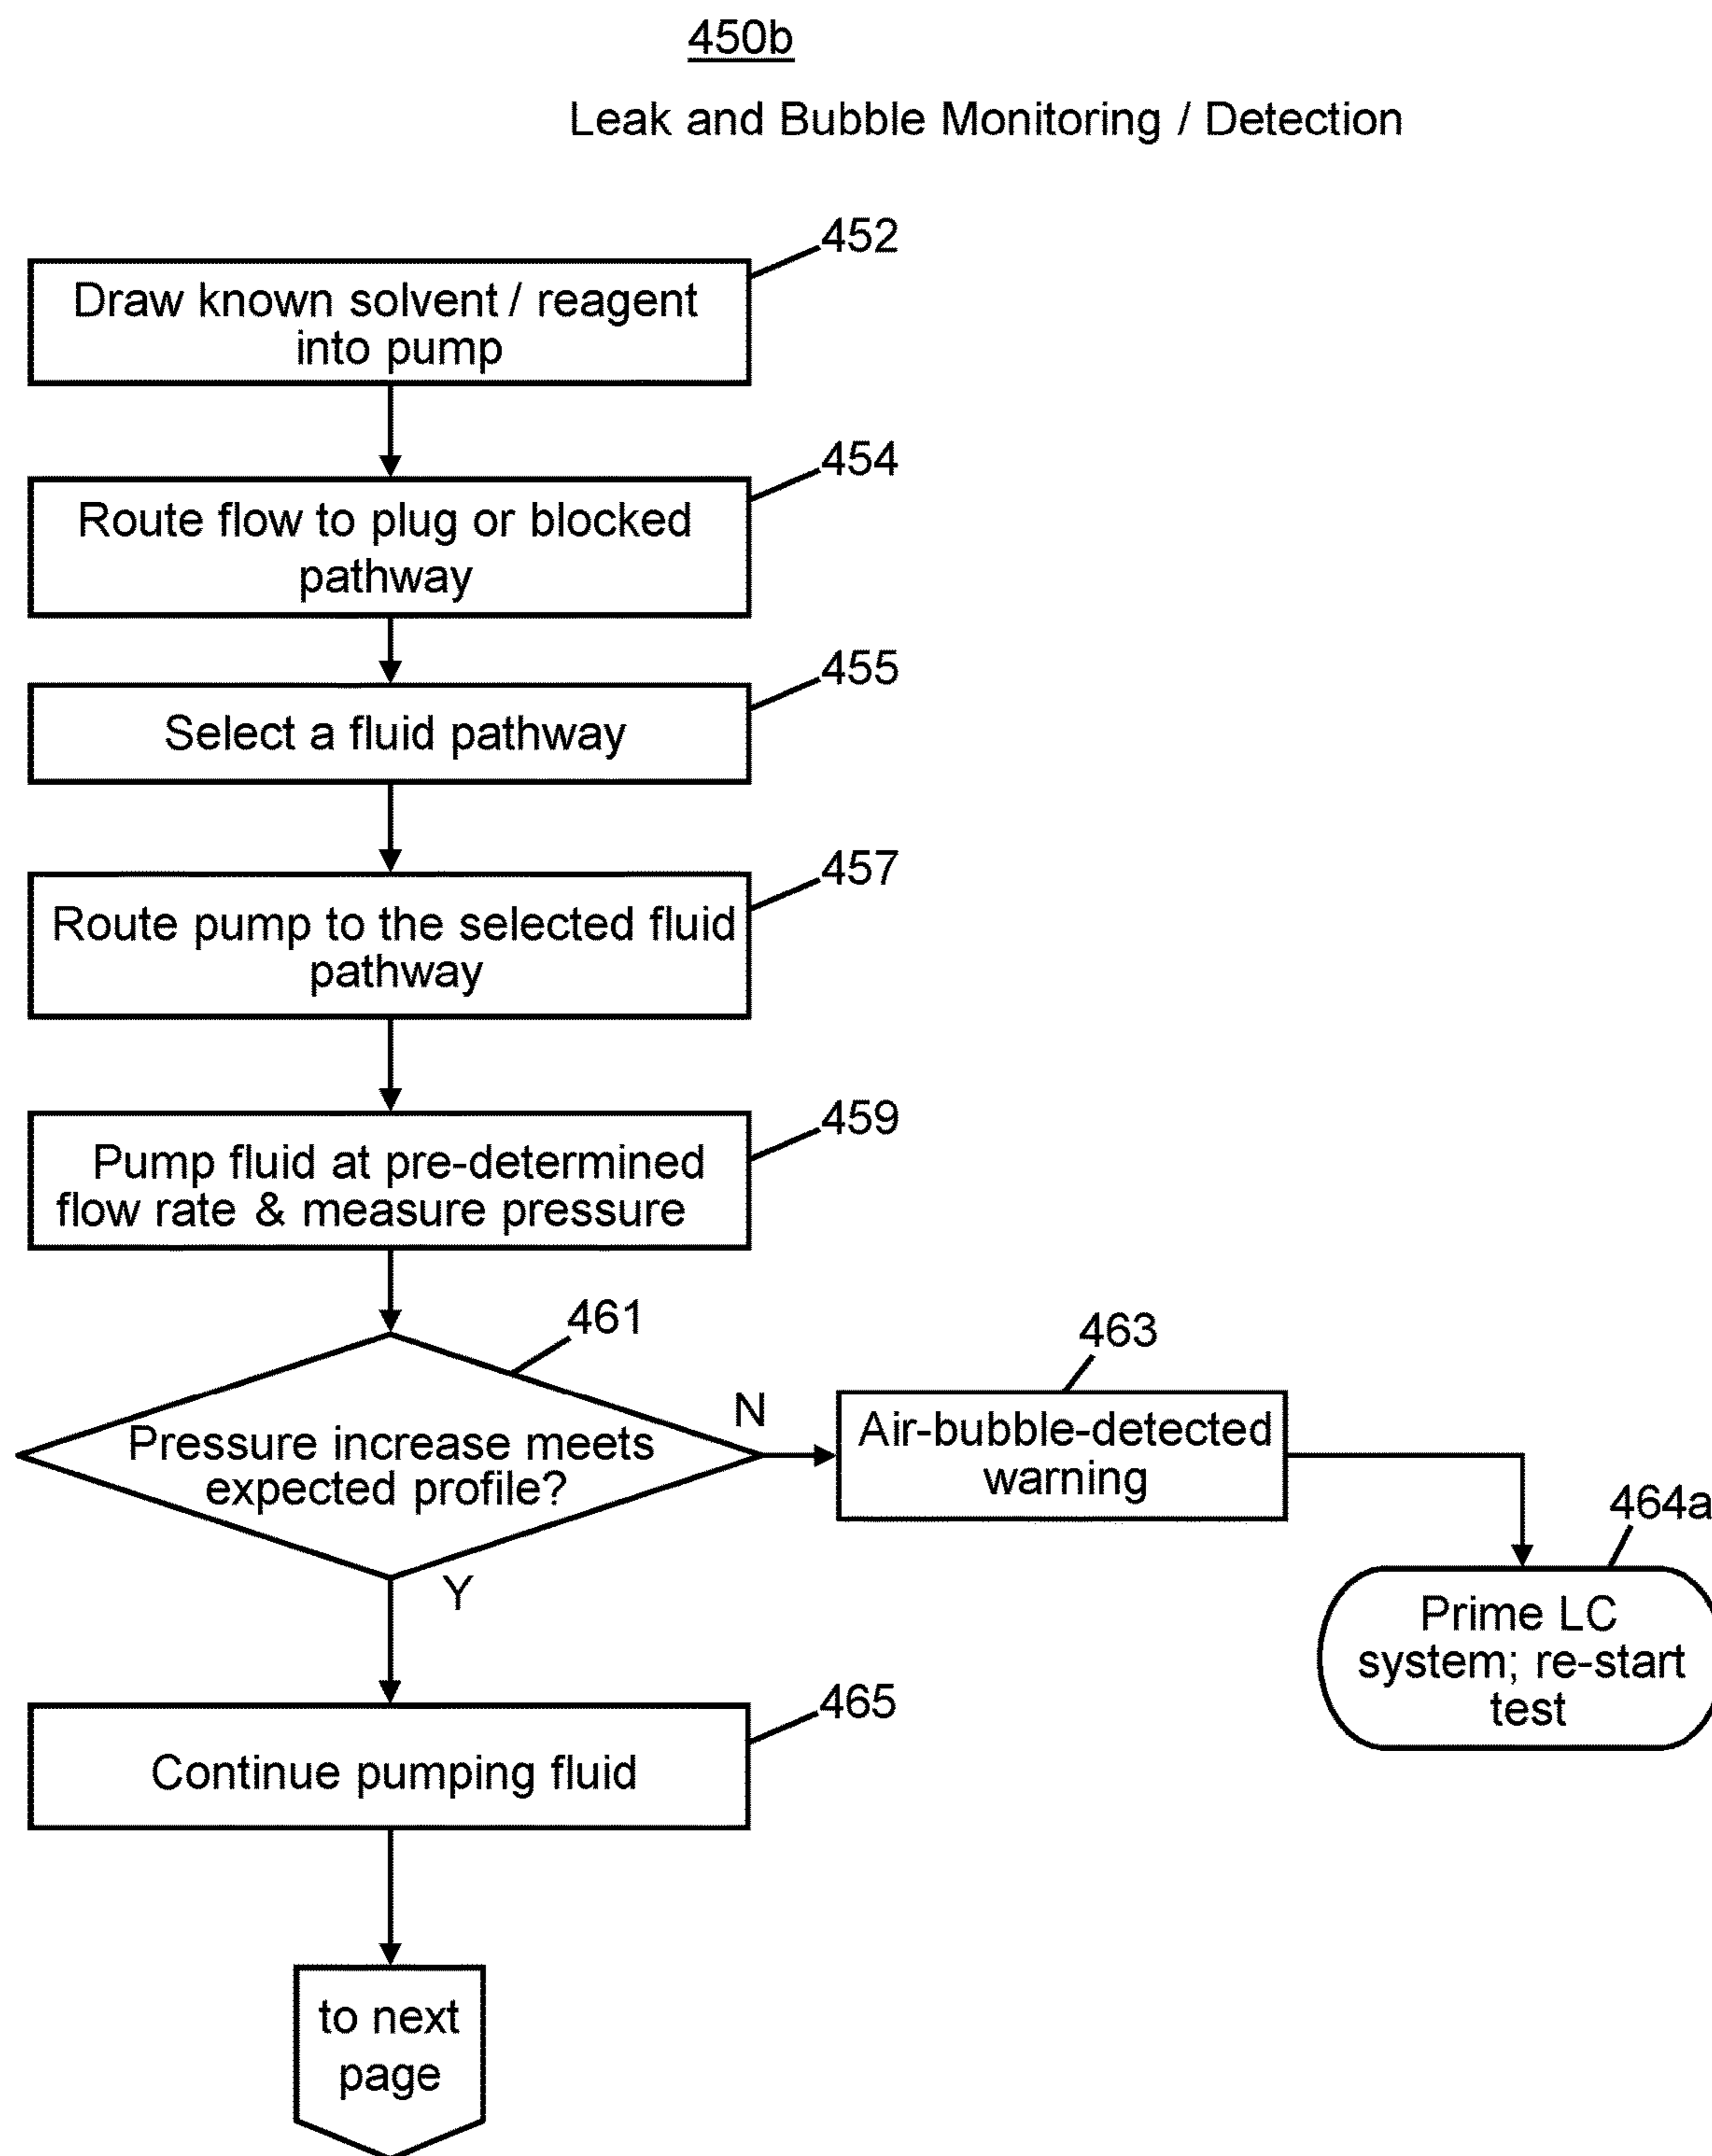 450b
Leak and Bubble Monitoring / Detection
452
Draw known solvent / reagent
into pump
454
Route flow to plug or blocked
pathway
455
Select a fluid pathway
457
Route pump to the selected fluid
pathway
459
Pump fluid at pre-determined
flow rate & measure pressure
461
Pressure increase meets
expected profile?
N
463
Air-bubble-detected
warning
464a
Prime LC
system; re-start
test
Y
465
Continue pumping fluid
to next
page